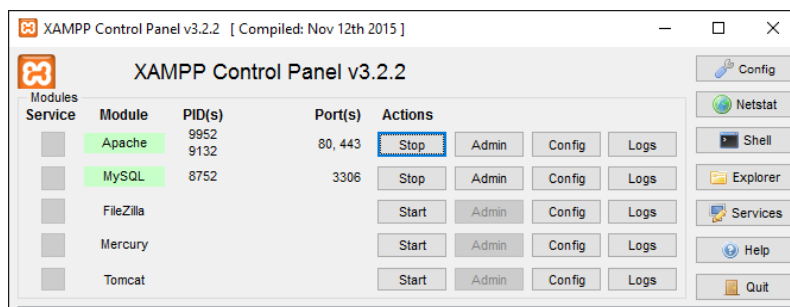 XAMPP Control Panel v3.2.2 [ Compiled: Nov 12th 2015 ]
XAMPP Control Panel v3.2.2
Config
Modules
Service Module PID(s) Port(s) Actions
Netstat
Apache 9952 9132 80, 443 Stop Admin Config Logs
Shell
MySQL 8752 3306 Stop Admin Config Logs
Explorer
FileZilla Start Admin Config Logs
Services
Mercury Start Admin Config Logs
Help
Tomcat Start Admin Config Logs
Quit